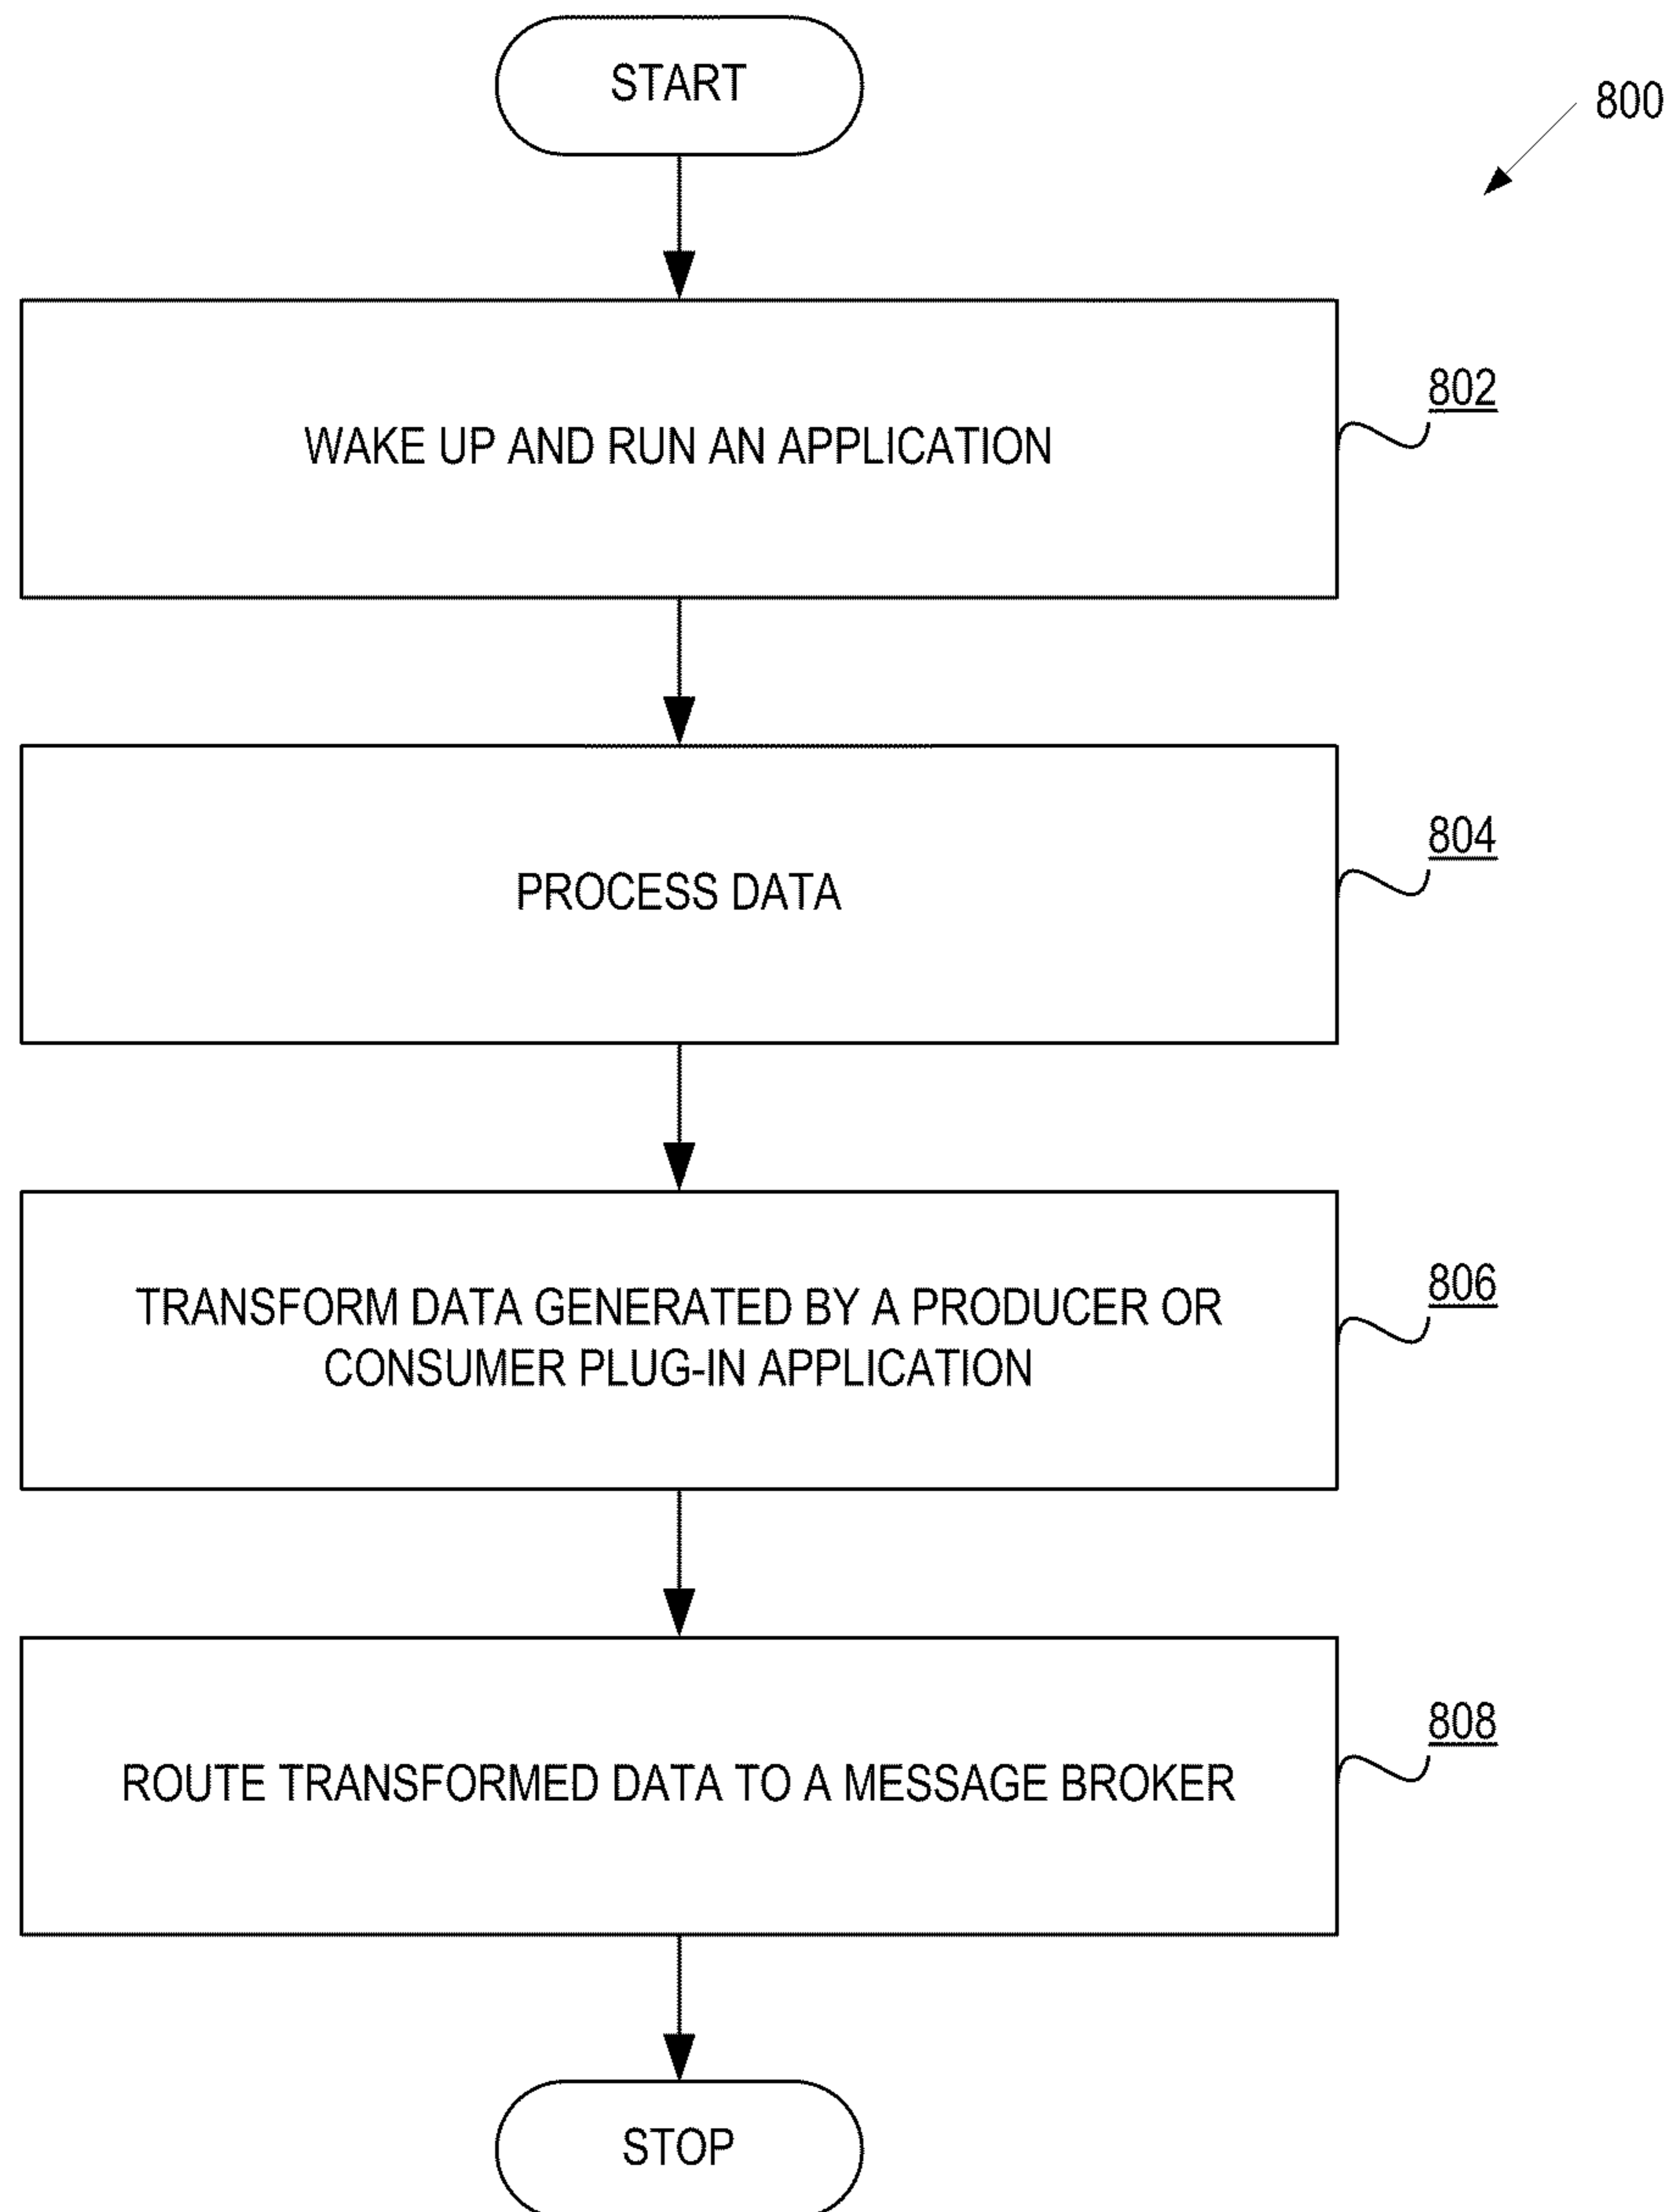 START
800
WAKE UP AND RUN AN APPLICATION
802
PROCESS DATA
804
TRANSFORM DATA GENERATED BY A PRODUCER OR
CONSUMER PLUG-IN APPLICATION
806
ROUTE TRANSFORMED DATA TO A MESSAGE BROKER
808
STOP